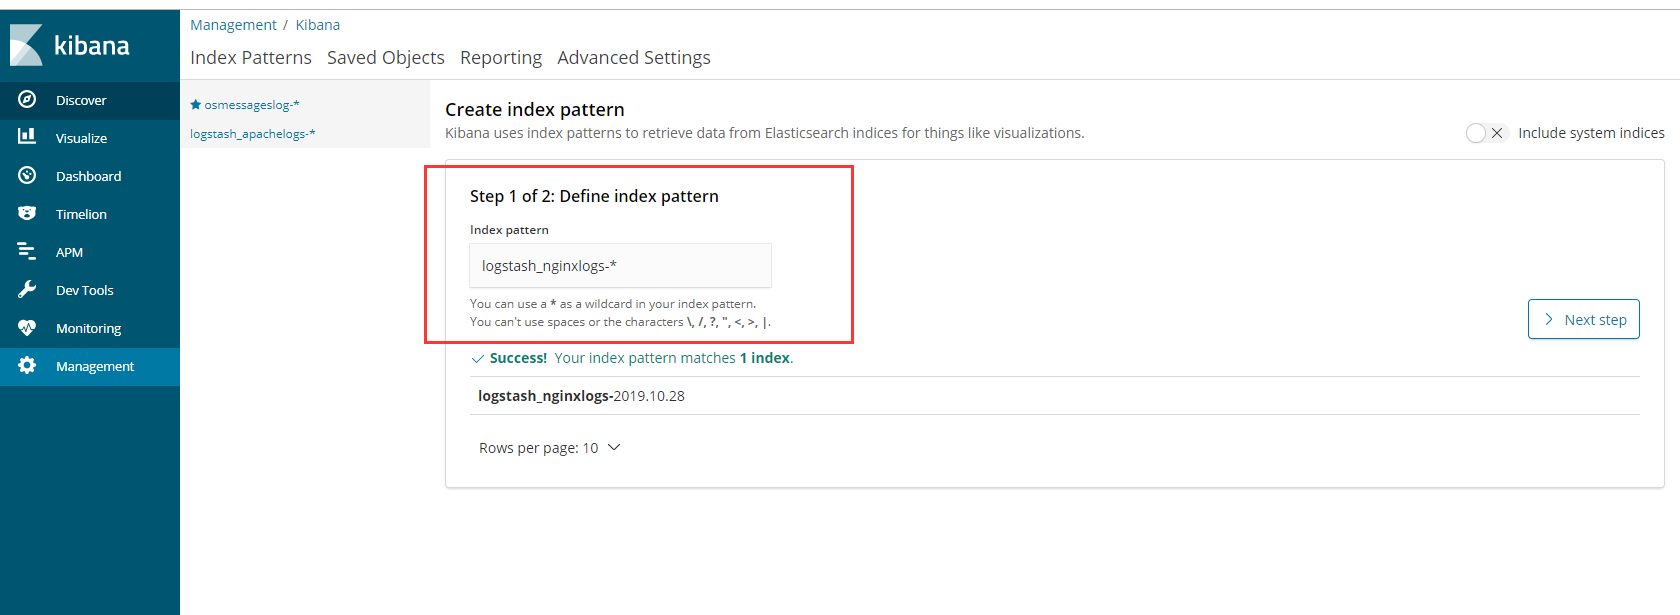 kibana
Discover
Visualize
Dashboard
Timelion
APM
Dev Tools
Monitoring
Management
Management / Kibana
Index Patterns Saved Objects Reporting Advanced Settings
osmessageslog-*
logstash_apachelogs-*
Create index pattern
Kibana uses index patterns to retrieve data from Elasticsearch indices for things like visualizations.
Include system indices
Step 1 of 2: Define index pattern
Index pattern
logstash_nginxlogs-*
You can use a * as a wildcard in your index pattern.
You can't use spaces or the characters \, /, ?, ", <, >, |.
Next step
Success! Your index pattern matches 1 index.
logstash_nginxlogs-2019.10.28
Rows per page: 10